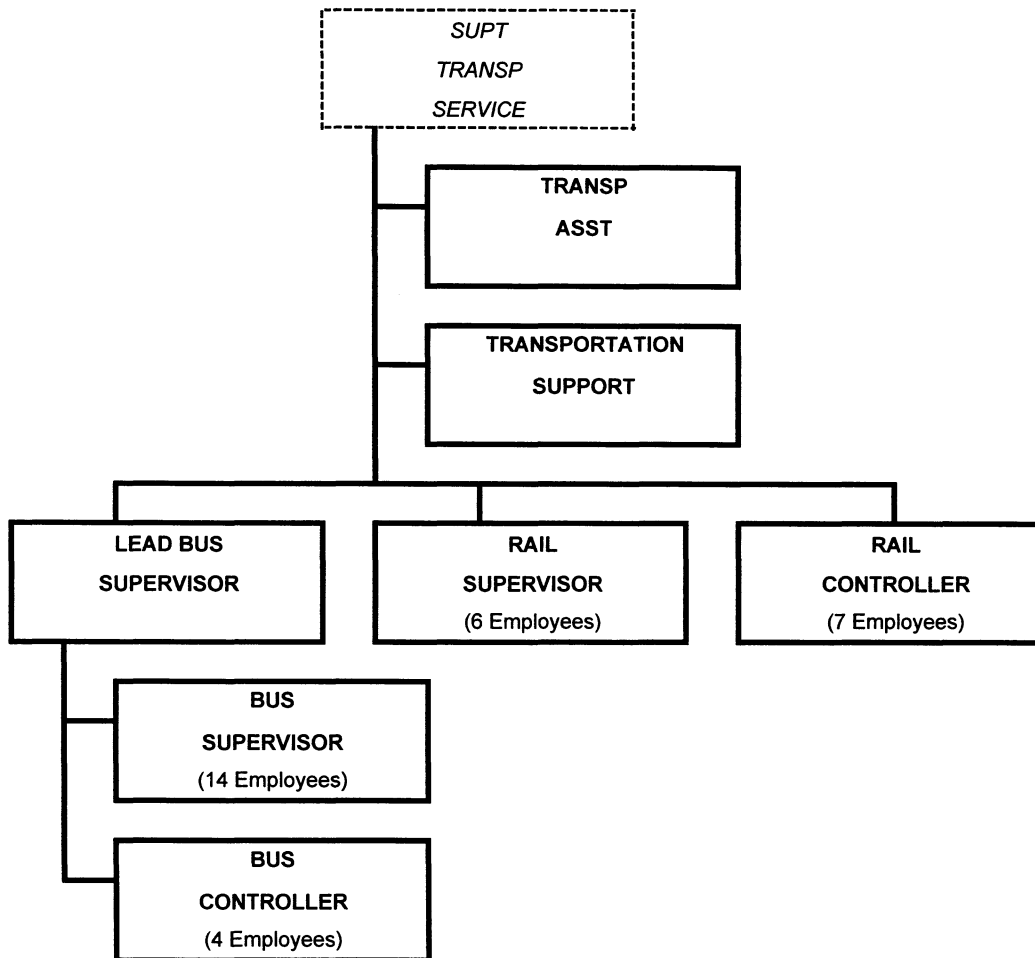 SUPT
TRANSP
SERVICE
TRANSP
ASST
TRANSPORTATION
SUPPORT
LEAD BUS
SUPERVISOR
RAIL
SUPERVISOR
(6 Employees)
RAIL
CONTROLLER
(7 Employees)
BUS
SUPERVISOR
(14 Employees)
BUS
CONTROLLER
(4 Employees)